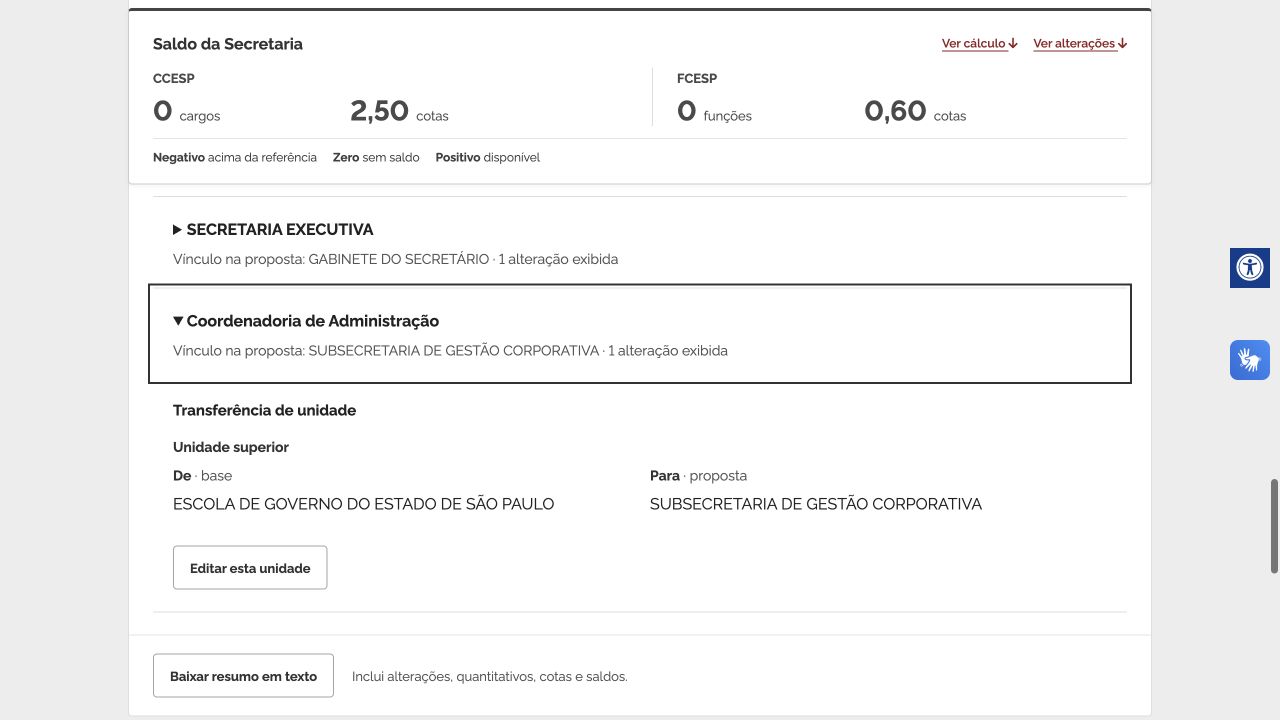 Saldo da Secretaria
Ver cálculo
Ver alterações
CCESP
0 cargos
2,50 cotas
FCESP
0 funções
0,60 cotas
Negativo acima da referência Zero sem saldo Positivo disponível
SECRETARIA EXECUTIVA
Vínculo na proposta: GABINETE DO SECRETÁRIO · 1 alteração exibida
Coordenadoria de Administração
Vínculo na proposta: SUBSECRETARIA DE GESTÃO CORPORATIVA · 1 alteração exibida
Transferência de unidade
Unidade superior
De · base
ESCOLA DE GOVERNO DO ESTADO DE SÃO PAULO
Para · proposta
SUBSECRETARIA DE GESTÃO CORPORATIVA
Editar esta unidade
Baixar resumo em texto
Inclui alterações, quantitativos, cotas e saldos.